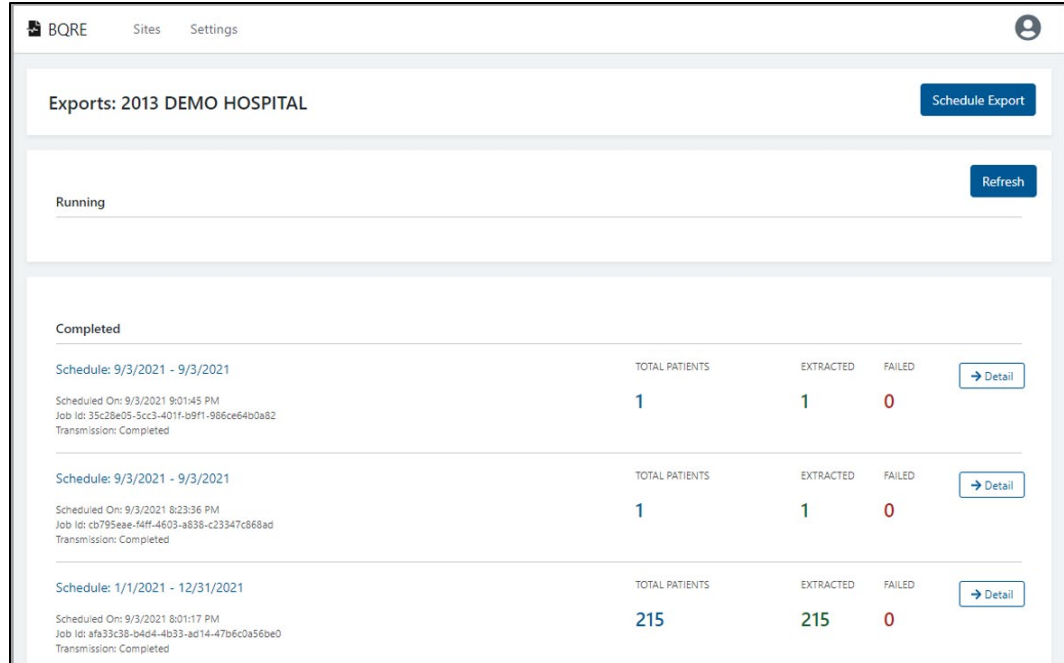 BQRE Sites Settings
Exports: 2013 DEMO HOSPITAL
Schedule Export
Refresh
Running
Completed
Schedule: 9/3/2021 - 9/3/2021
TOTAL PATIENTS EXTRACTED FAILED
→ Detail
Scheduled On: 9/3/2021 9:01:45 PM
1 1 0
Job Id: 35c28e05-5cc3-401f-b9f1-986ce64b0a82
Transmission: Completed
Schedule: 9/3/2021 - 9/3/2021
TOTAL PATIENTS EXTRACTED FAILED
→ Detail
Scheduled On: 9/3/2021 8:23:36 PM
1 1 0
Job Id: cb795eae-f4ff-4603-a838-c23347c868ad
Transmission: Completed
Schedule: 1/1/2021 - 12/31/2021
TOTAL PATIENTS EXTRACTED FAILED
→ Detail
Scheduled On: 9/3/2021 8:01:17 PM
215 215 0
Job Id: afa33c38-b4d4-4b33-ad14-47b6c0a56be0
Transmission: Completed